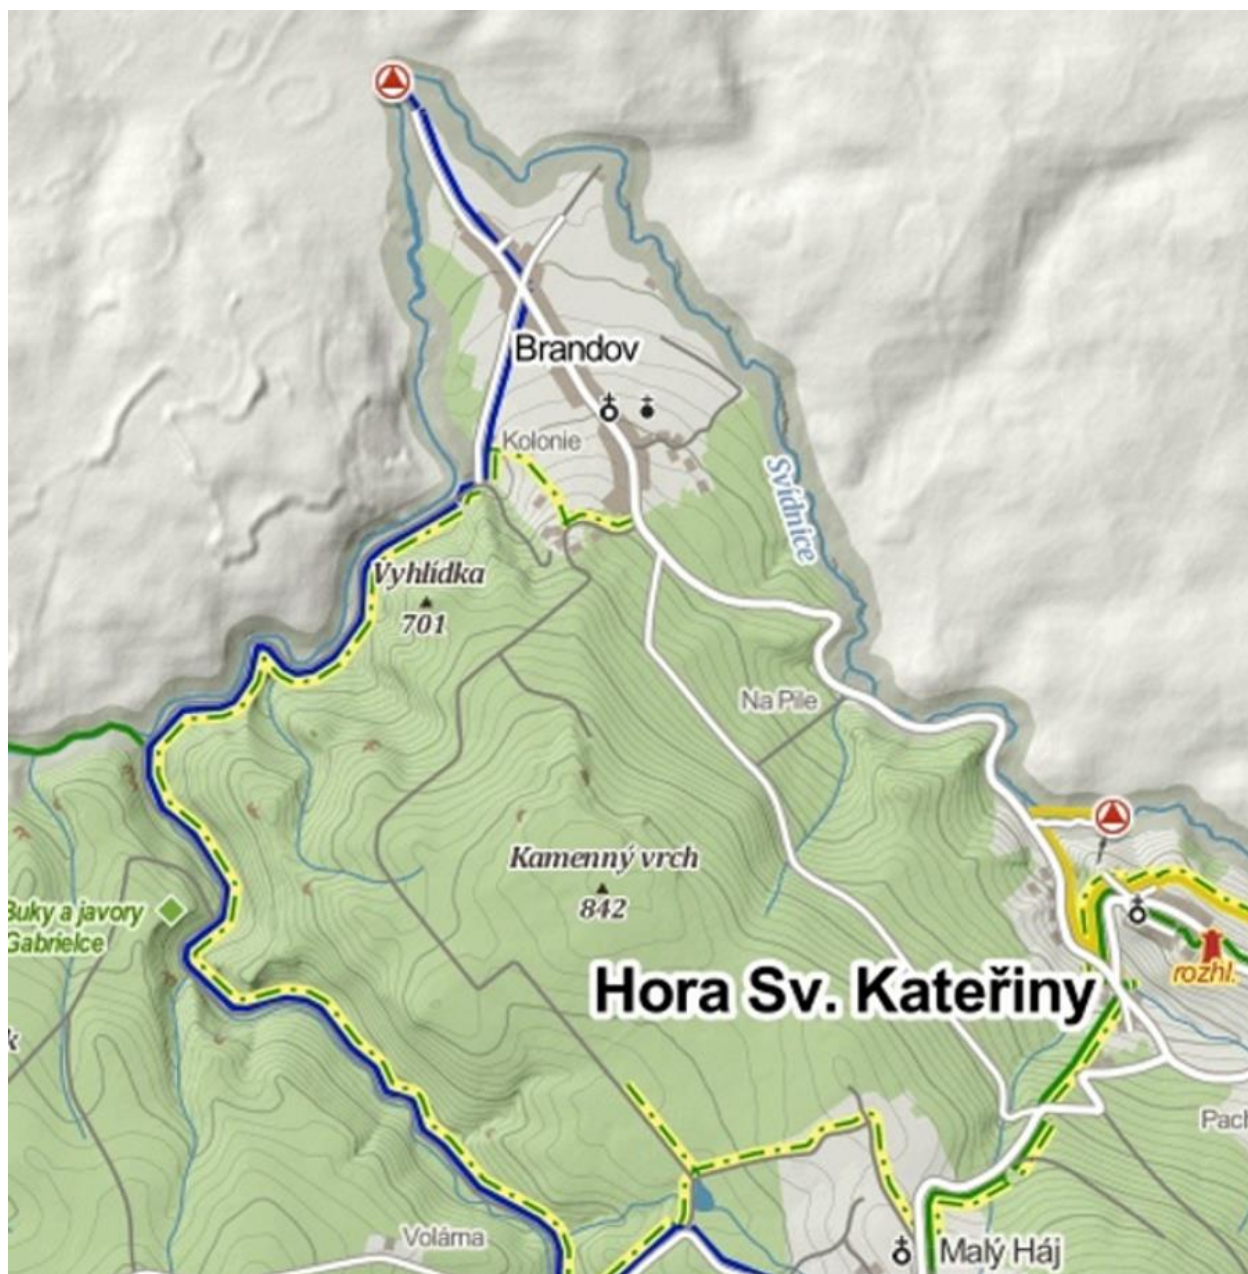 Brandov
Kolonie
Svídnice
Vyhlídka
701
Na Pile
Kamenný vrch
842
Buky a javory
Gabrielce
Hora Sv. Kateřiny
rozhl.
k
Pach
Volárna
Malý Háj